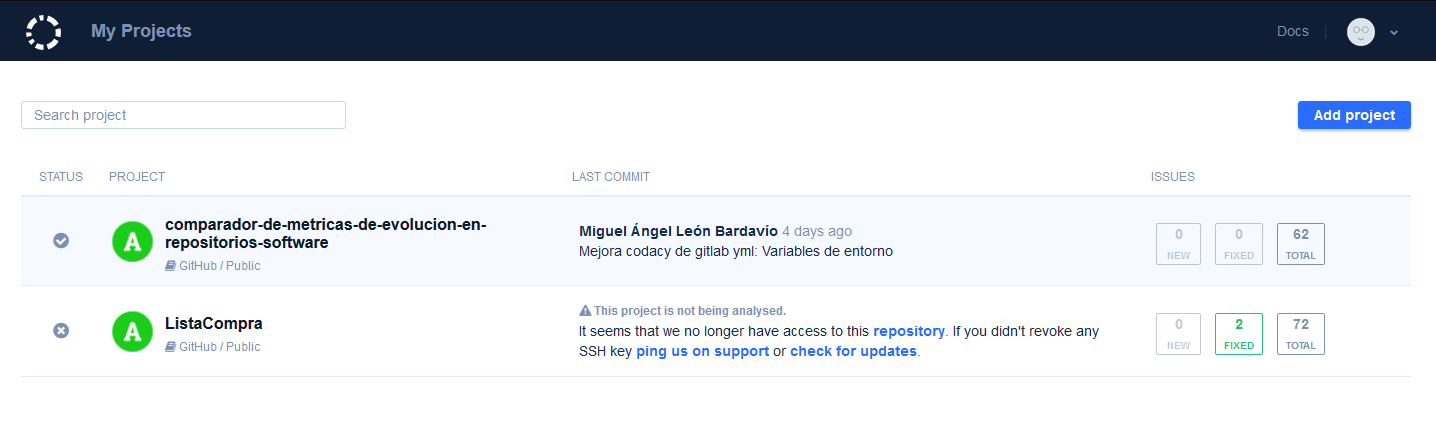 My Projects
Docs
Search project
Add project
STATUS
PROJECT
LAST COMMIT
ISSUES
A
comparador-de-metricas-de-evolucion-en-
repositorios-software
GitHub / Public
Miguel Ángel León Bardavío 4 days ago
Mejora codacy de gitlab yml: Variables de entorno
0
NEW
0
FIXED
62
TOTAL
A
ListaCompra
GitHub / Public
This project is not being analysed.
It seems that we no longer have access to this repository. If you didn't revoke any
SSH key ping us on support or check for updates.
0
NEW
2
FIXED
72
TOTAL